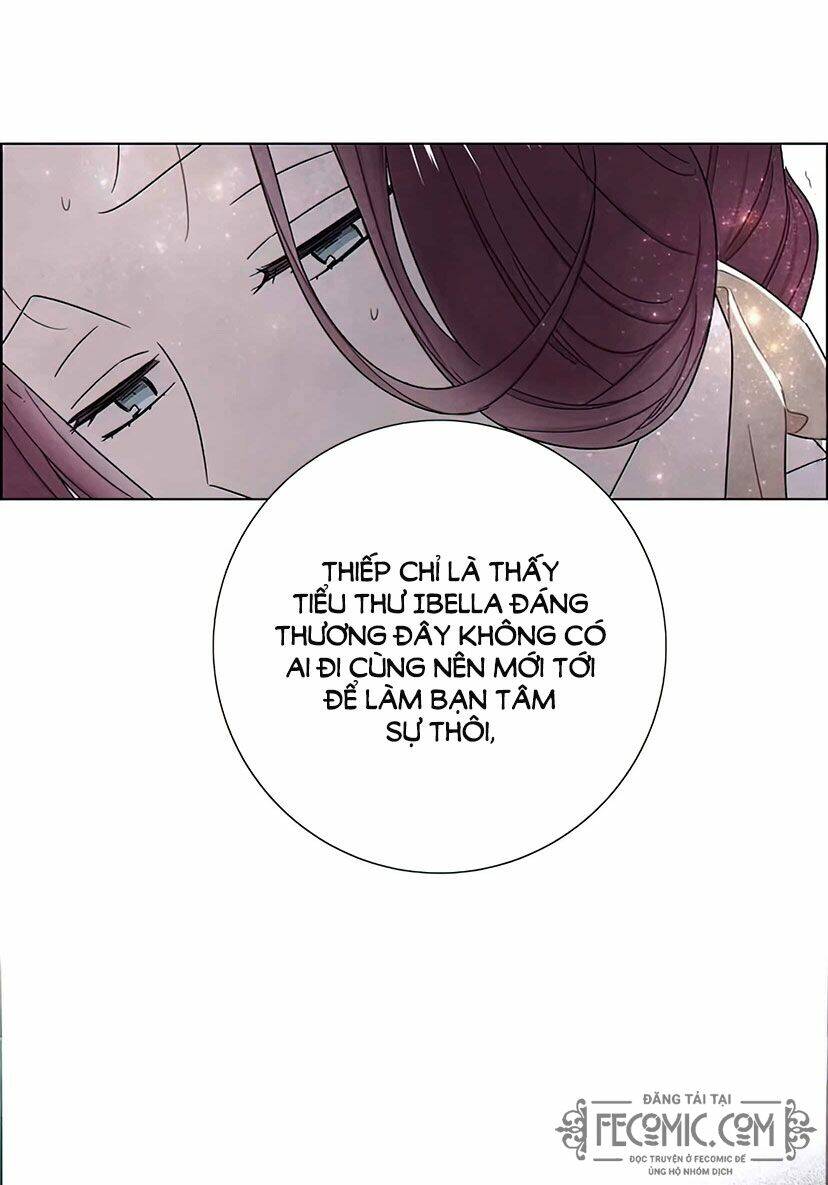 THIẾP CHỈ LÀ THẤY
TIỂU THƯ IBELLA ĐÁNG
THƯƠNG ĐÂY KHÔNG CÓ
AI ĐI CÙNG NÊN MỚI TỚI
ĐỂ LÀM BẠN TÂM
SỰ THÔI,
ĐĂNG TẢI TẠI
FECOMIC.COM
ĐỌC TRUYỆN Ở FECOMIC ĐỂ
ỦNG HỘ NHÓM DỊCH